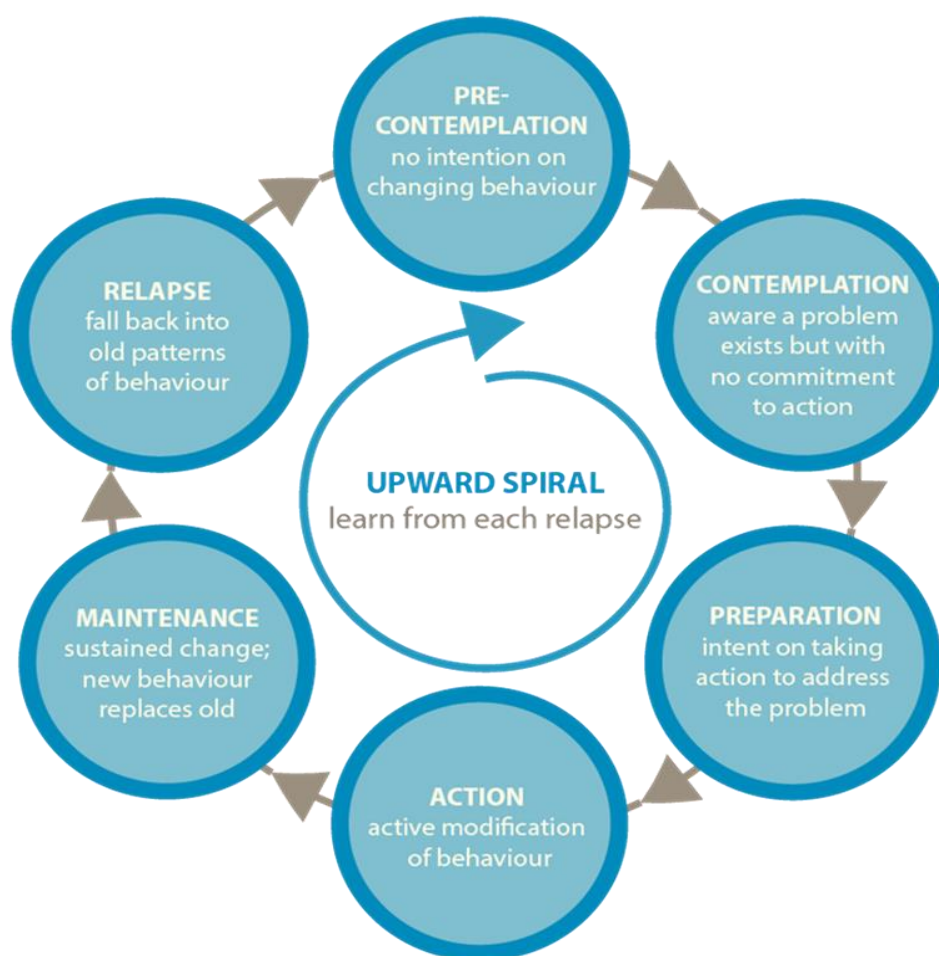 PRE-
CONTEMPLATION
no intention on
changing behaviour
CONTEMPLATION
aware a problem
exists but with
no commitment
to action
PREPARATION
intent on taking
action to address
the problem
ACTION
active modification
of behaviour
MAINTENANCE
sustained change;
new behaviour
replaces old
RELAPSE
fall back into
old patterns
of behaviour
UPWARD SPIRAL
learn from each relapse